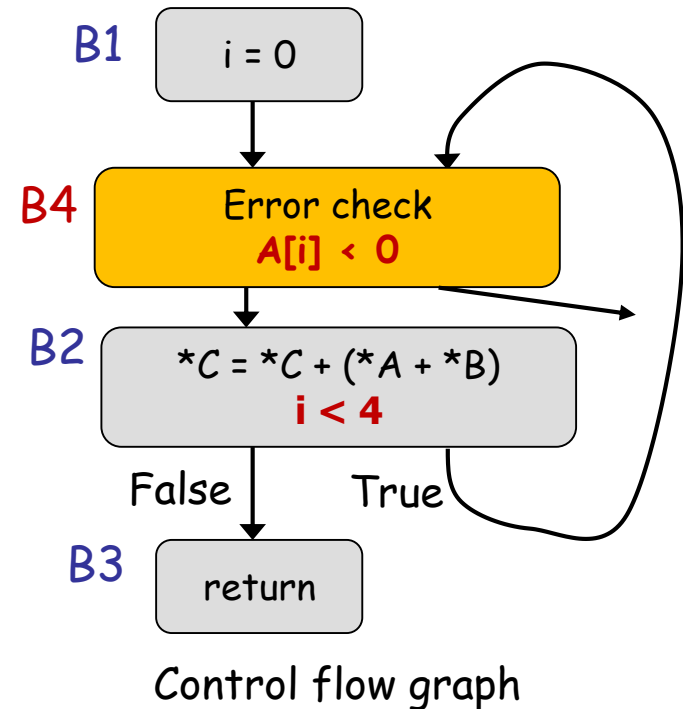 B1
i = 0
B4
Error check
A[i] < 0
B2
*C = *C + (*A + *B)
i < 4
False
True
B3
return
Control flow graph